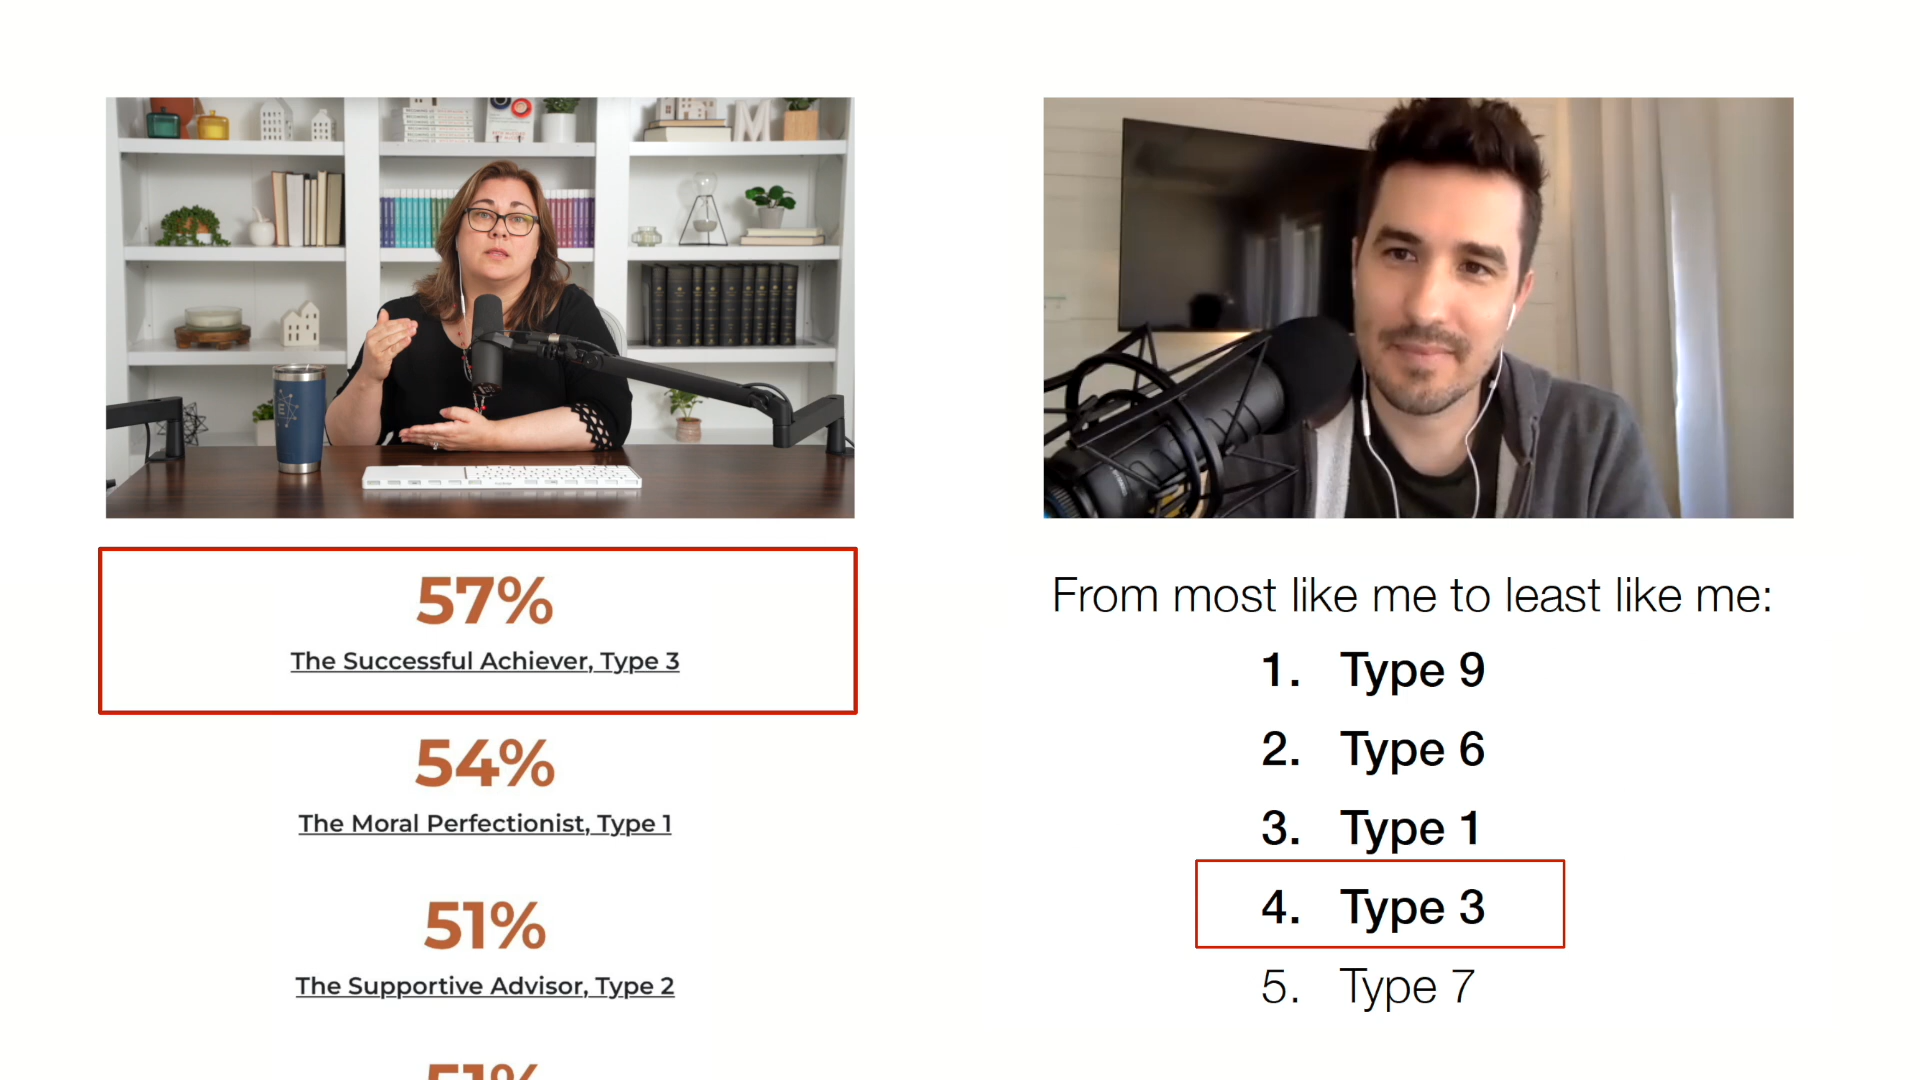 57%
The Successful Achiever, Type 3
54%
The Moral Perfectionist, Type 1
51%
The Supportive Advisor, Type 2
51%
From most like me to least like me:
1. Type 9
2. Type 6
3. Type 1
4. Type 3
5. Type 7